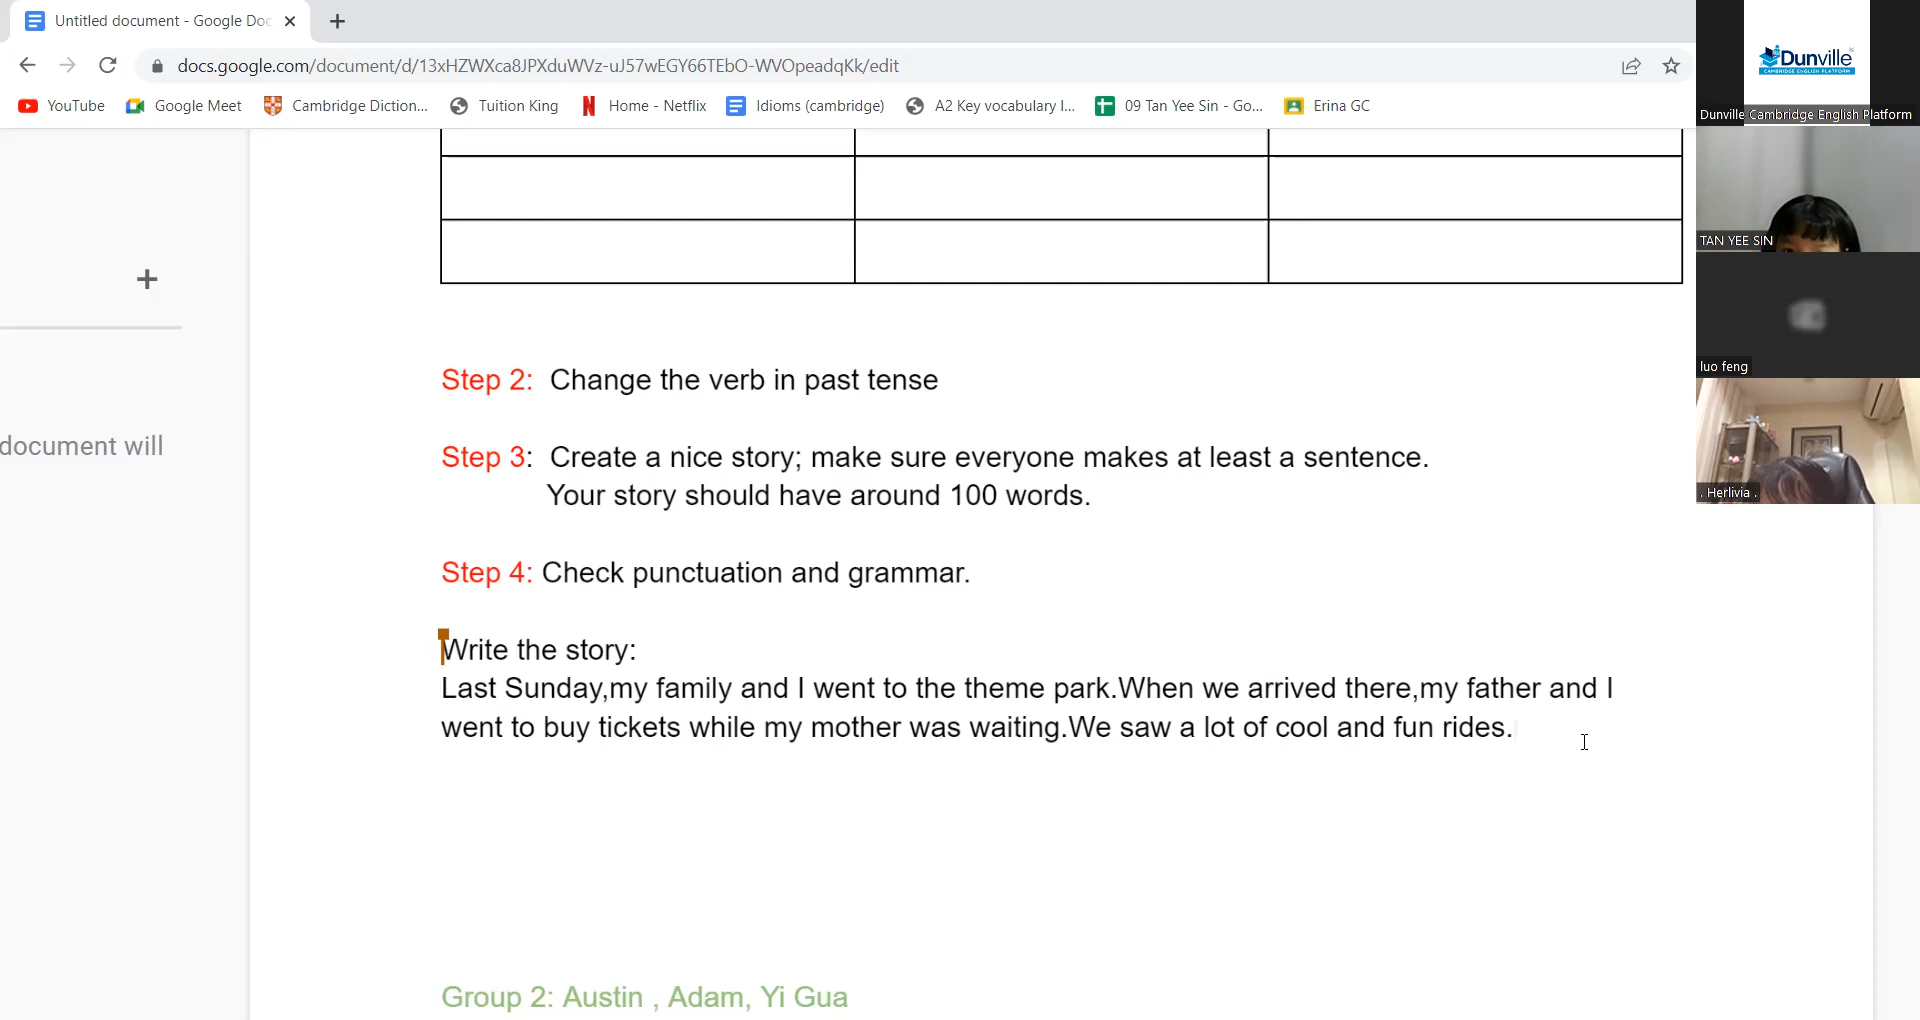 Untitled document - Google Doc
docs.google.com/document/d/13xHZWXca8JPXduWVz-uJ57wEGY66TEbO-WVOpeadqKk/edit
YouTube Google Meet Cambridge Diction... Tuition King Home - Netflix Idioms (cambridge) A2 Key vocabulary l... 09 Tan Yee Sin - Go... Erina GC
Dunville
CAMBRIDGE ENGLISH PLATFORM
Dunville Cambridge English Platform
TAN YEE SIN
luo feng
. Herlivia .
document will
Step 2: Change the verb in past tense
Step 3: Create a nice story; make sure everyone makes at least a sentence.
Your story should have around 100 words.
Step 4: Check punctuation and grammar.
Write the story:
Last Sunday,my family and I went to the theme park.When we arrived there,my father and I
went to buy tickets while my mother was waiting.We saw a lot of cool and fun rides.
Group 2: Austin , Adam, Yi Gua